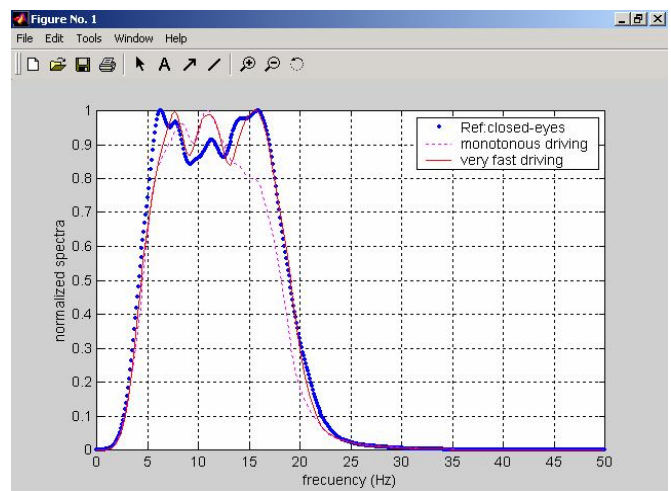 Figure No. 1
File Edit Tools Window Help
A
Ref:closed-eyes
monotonous driving
very fast driving
normalized spectra
1
0.9
0.8
0.7
0.6
0.5
0.4
0.3
0.2
0.1
0
0 5 10 15 20 25 30 35 40 45 50
frecuency (Hz)